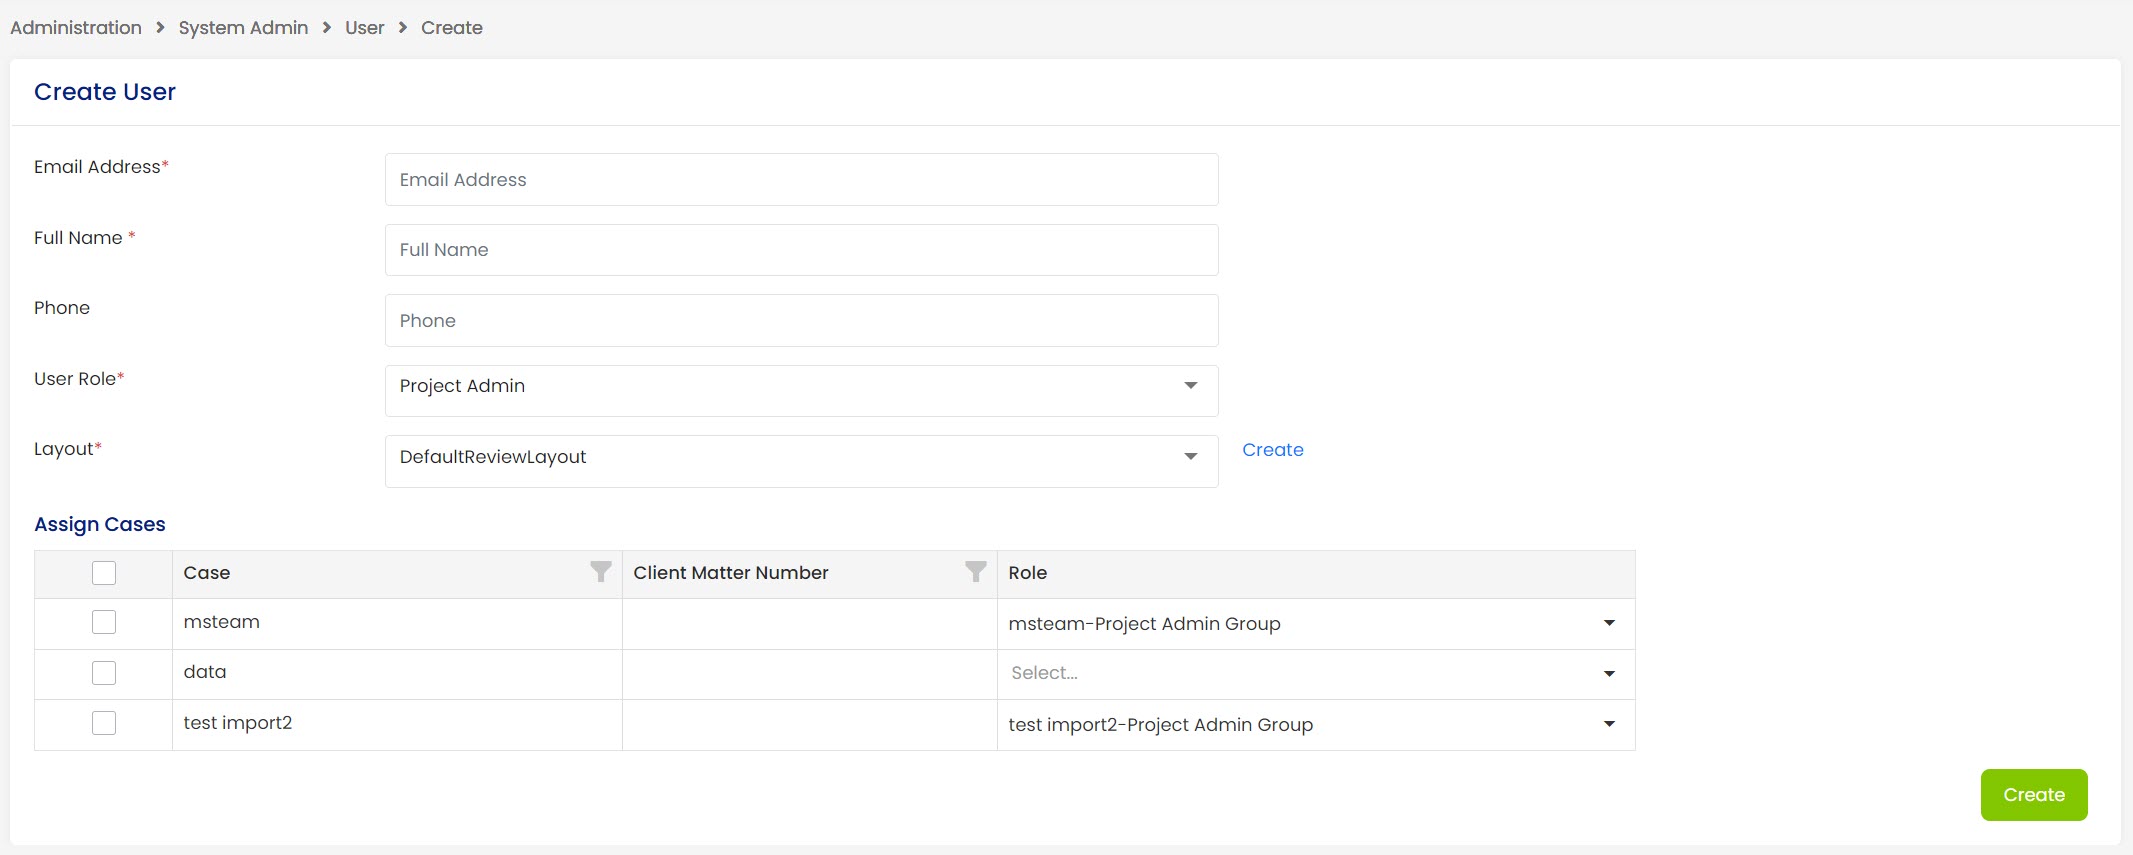 Administration > System Admin > User > Create
Create User
Email Address*
Email Address
Full Name *
Full Name
Phone
Phone
User Role*
Project Admin
Layout*
DefaultReviewLayout
Create
Assign Cases
Case Client Matter Number Role
msteam msteam-Project Admin Group
data Select...
test import2 test import2-Project Admin Group
Create